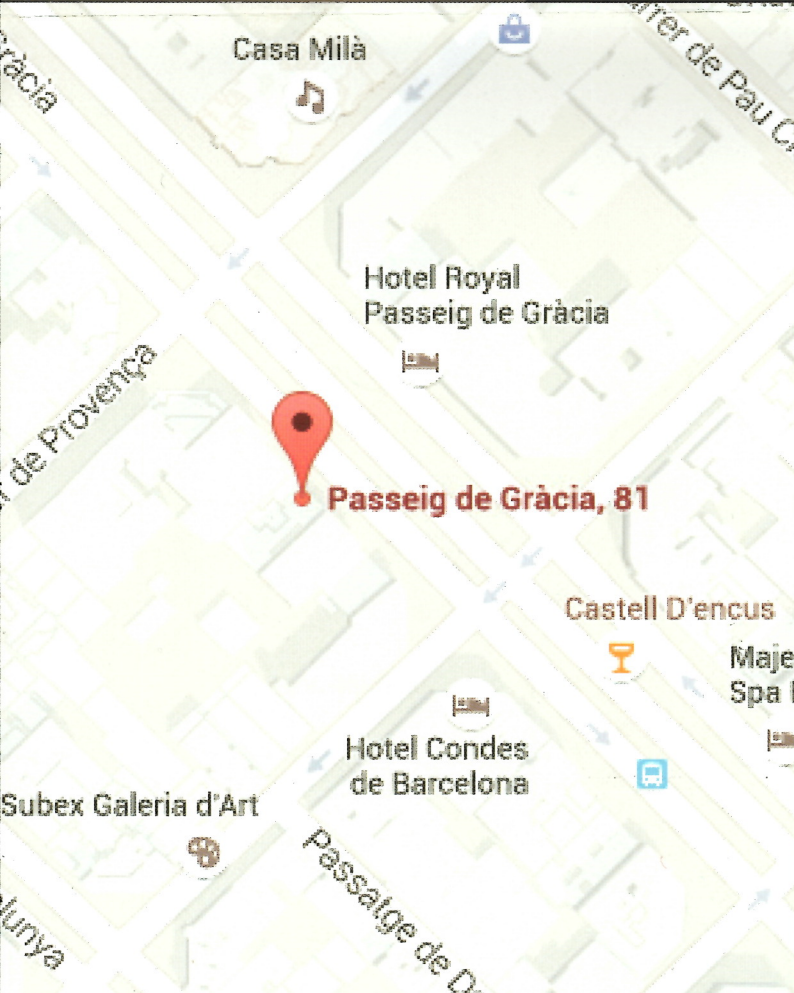 Casa Milà
Gràcia
rrer de Pau C
Hotel Royal
Passeig de Gràcia
de Provença
Passeig de Gràcia, 81
Castell D'encus
Maje
Spa
Hotel Condes
de Barcelona
Subex Galeria d'Art
Passatge de D
lunya